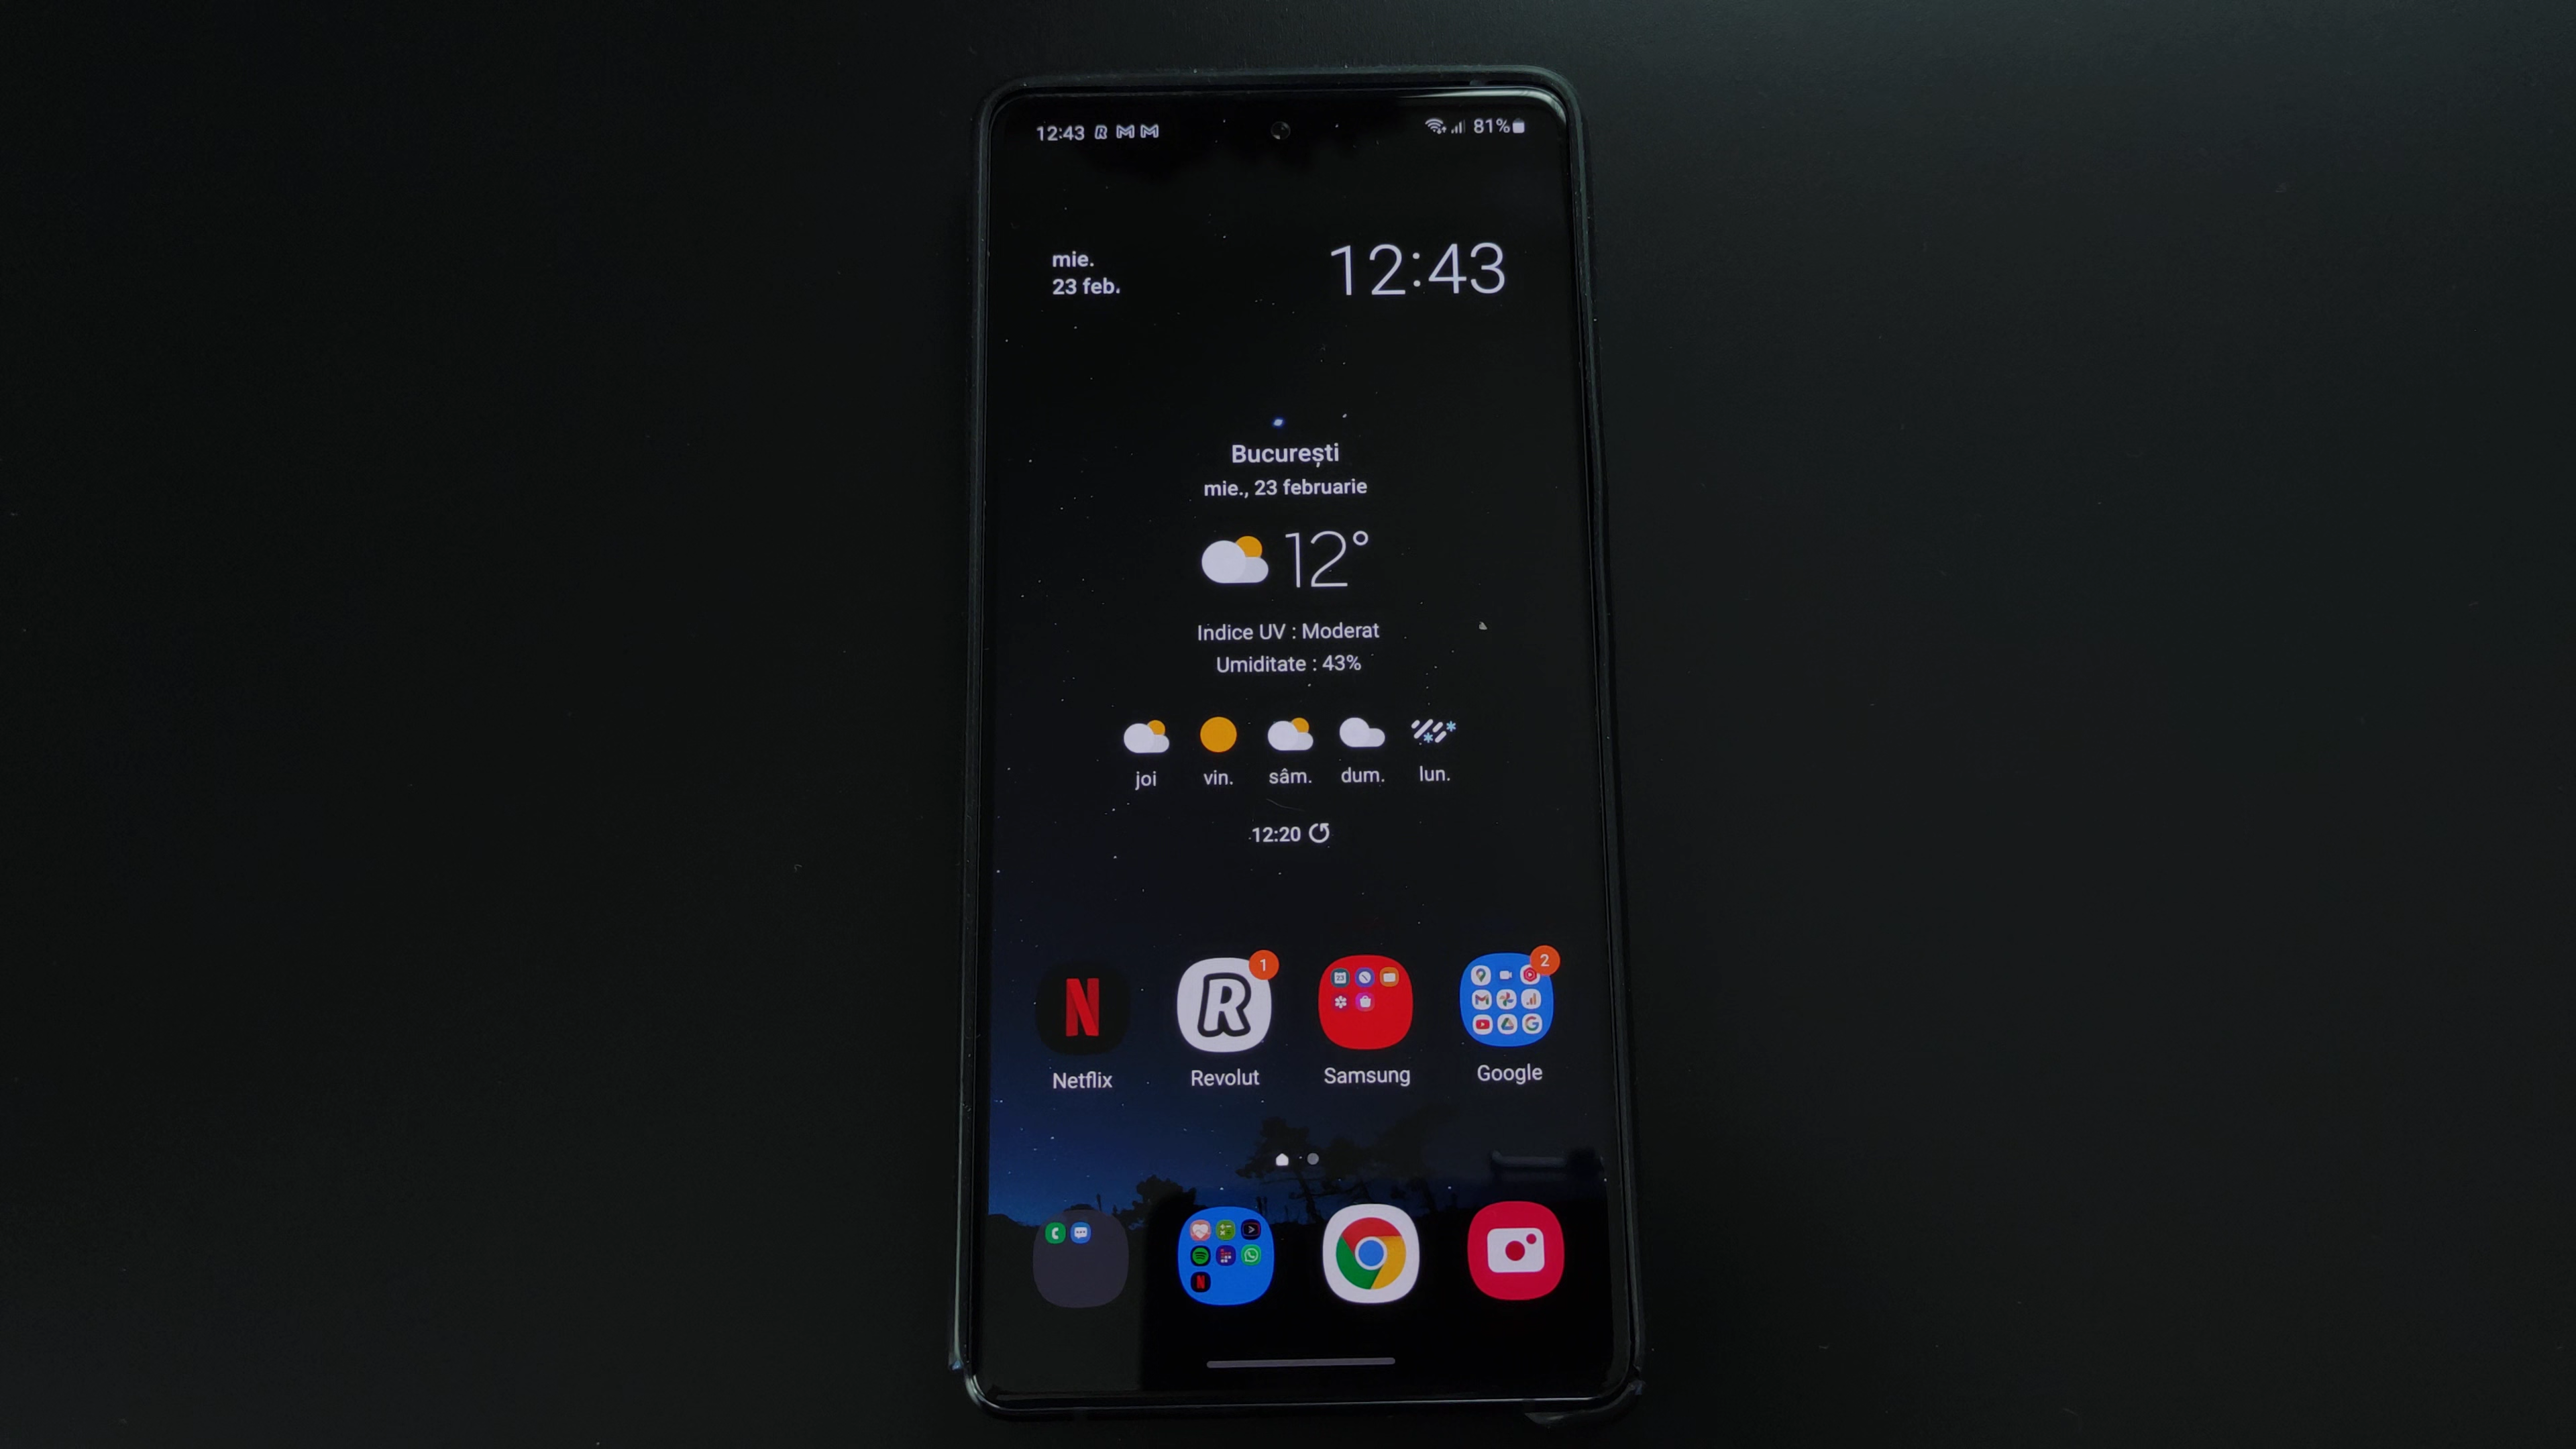 12:43
81%
mie.
23 feb.
12:43
București
mie., 23 februarie
12°
Indice UV : Moderat
Umiditate : 43%
joi vin. sâm. dum. lun.
12:20
1 2
N R
Netflix Revolut Samsung Google